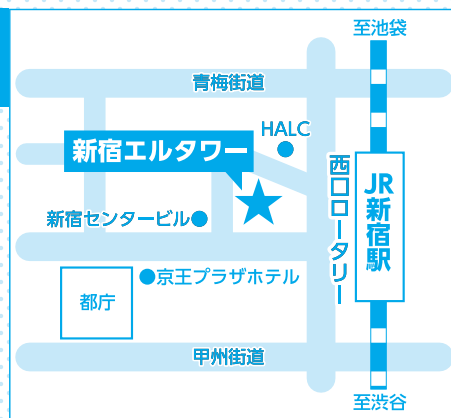 至池袋
青梅街道
HALC
新宿エルタワー
西口ロータリー
JR新宿駅
新宿センタービル
京王プラザホテル
都庁
甲州街道
至渋谷